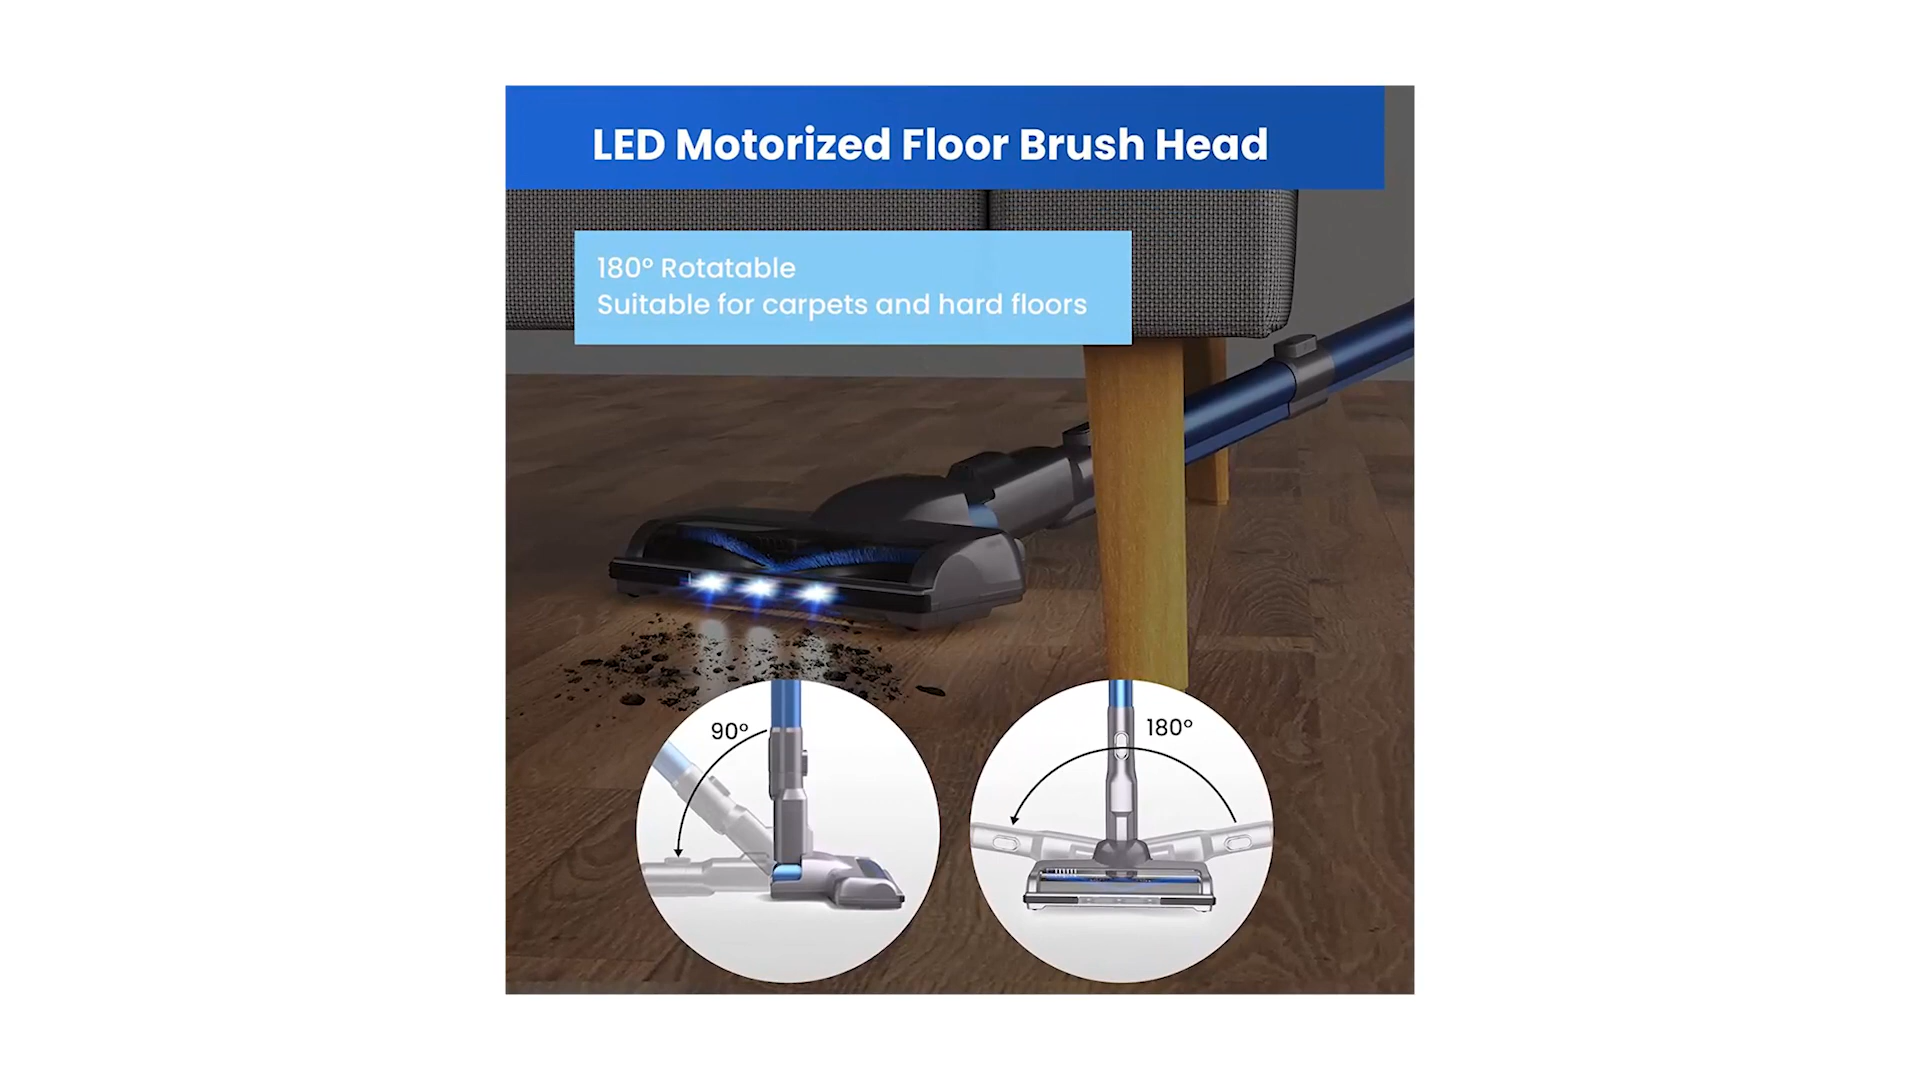 LED Motorized Floor Brush Head
180° Rotatable
Suitable for carpets and hard floors
90°
180°